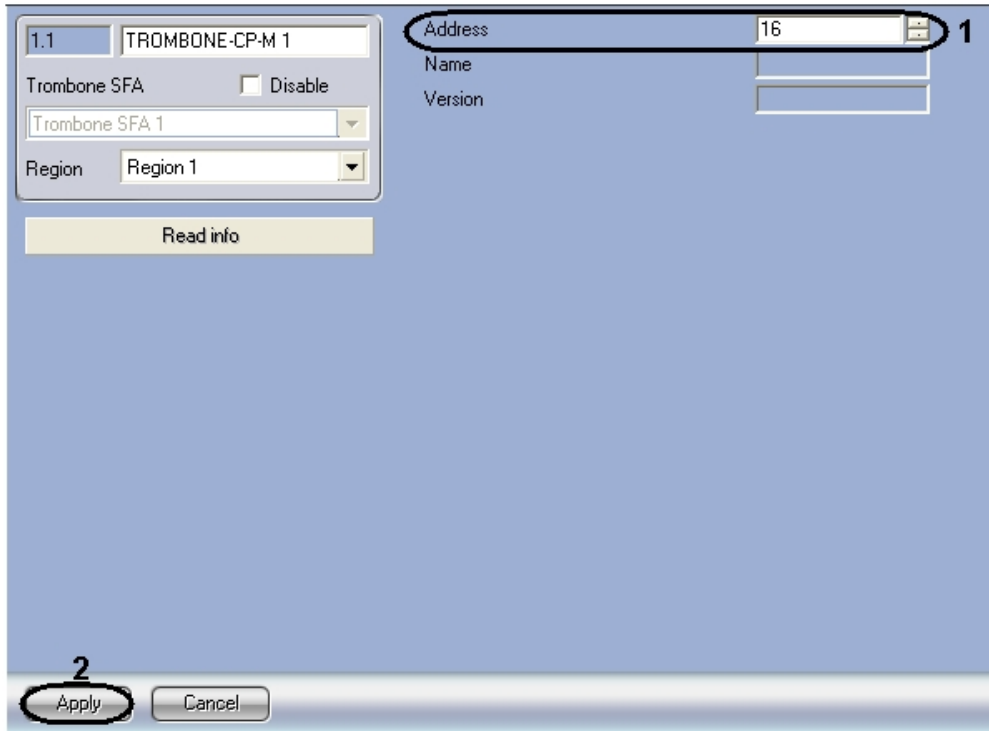 1.1 TROMBONE-CP-M 1
Trombone SFA Disable
Trombone SFA 1
Region Region 1
Read info
Address 16 1
Name
Version
2
Apply Cancel